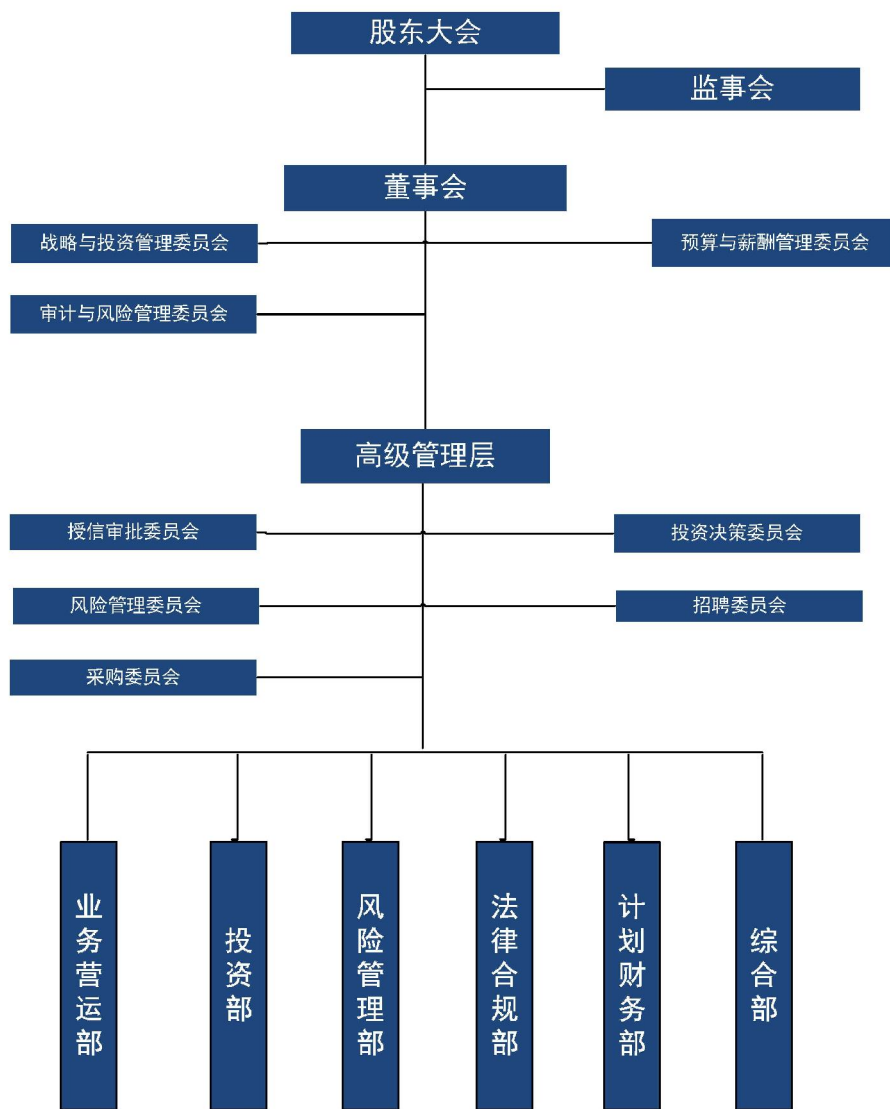 股东大会
监事会
董事会
战略与投资管理委员会
预算与薪酬管理委员会
审计与风险管理委员会
高级管理层
授信审批委员会
投资决策委员会
风险管理委员会
招聘委员会
采购委员会
业务营运部
投资部
风险管理部
法律合规部
计划财务部
综合部